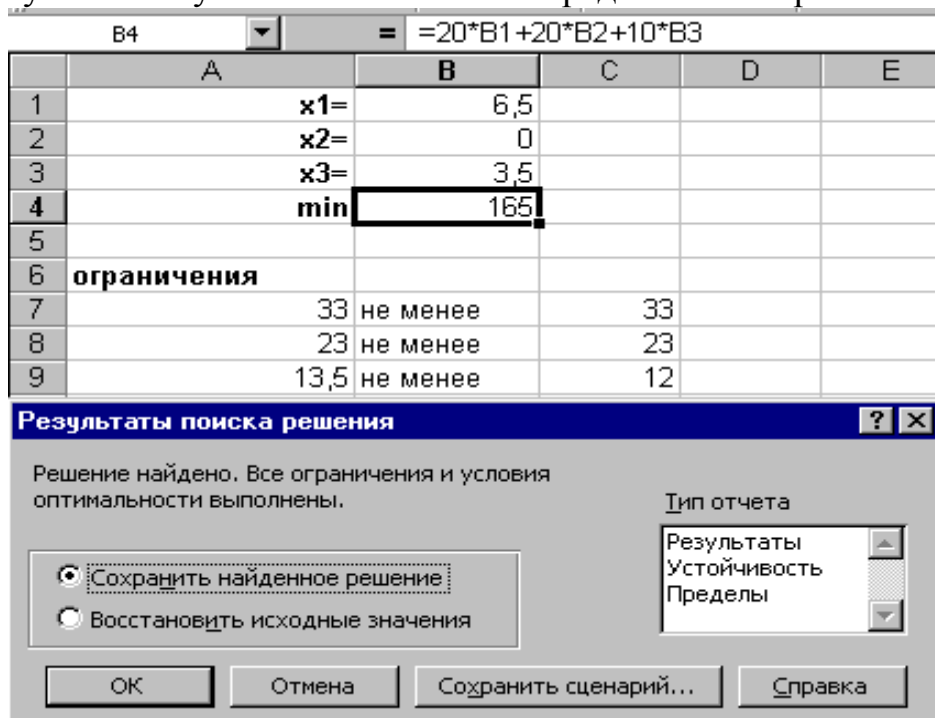 B4 = =20*B1+20*B2+10*B3
A B C D E
1 x1= 6,5
2 x2= 0
3 x3= 3,5
4 min 165
5
6 ограничения
7 33 не менее 33
8 23 не менее 23
9 13,5 не менее 12
Результаты поиска решения
Решение найдено. Все ограничения и условия
оптимальности выполнены.
Тип отчета
Результаты
Устойчивость
Пределы
Сохранить найденное решение
Восстановить исходные значения
ОК Отмена Сохранить сценарий... Справка